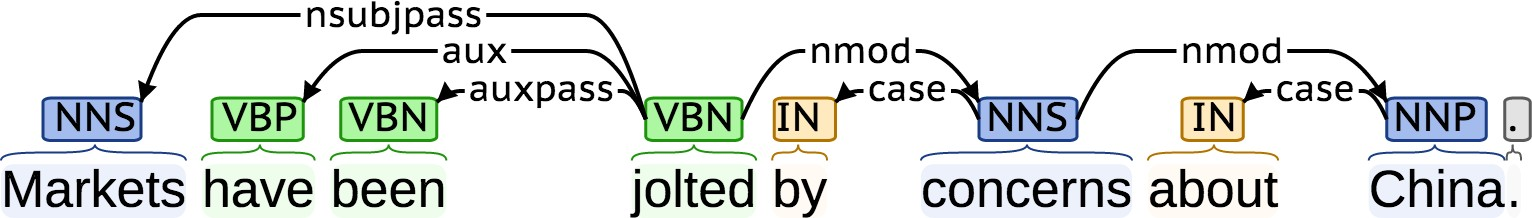 nsubjpass
aux nmod nmod
auxpass case case
NNS VBP VBN VBN IN NNS IN NNP .
Markets have been jolted by concerns about China.